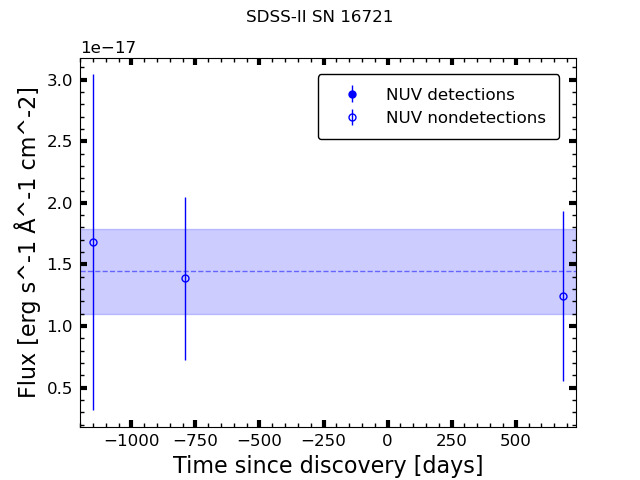 SDSS-II SN 16721
1e−17
NUV detections
NUV nondetections
3.0
2.5
2.0
1.5
1.0
0.5
Flux [erg s^-1 Å^-1 cm^-2]
−1000 −750 −500 −250 0 250 500
Time since discovery [days]